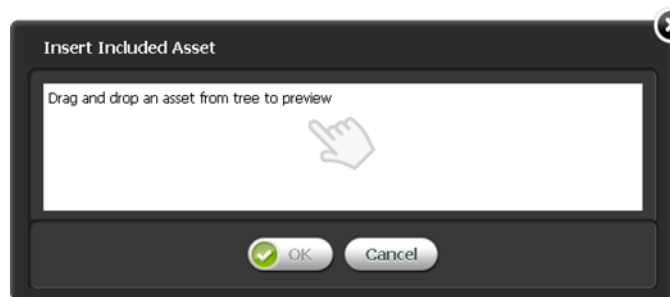 Insert Included Asset
Drag and drop an asset from tree to preview
OK
Cancel